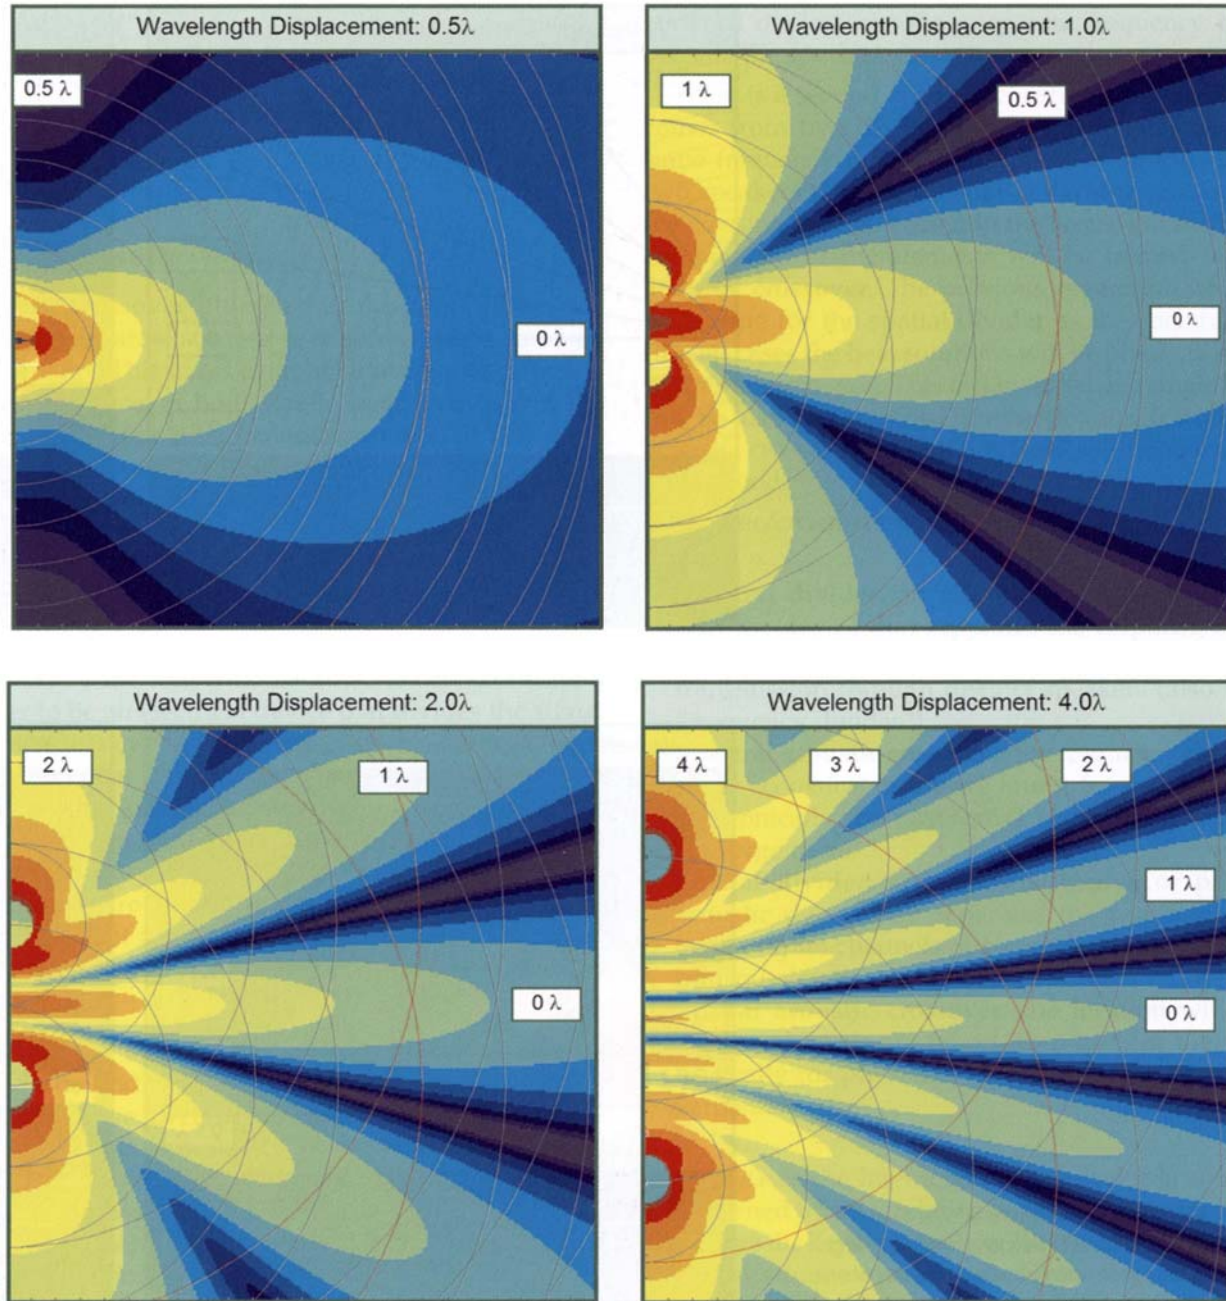 Wavelength Displacement: 0.5λ
0.5 λ
0 λ
Wavelength Displacement: 1.0λ
1 λ
0.5 λ
0 λ
Wavelength Displacement: 2.0λ
2 λ
1 λ
0 λ
Wavelength Displacement: 4.0λ
4 λ
3 λ
2 λ
1 λ
0 λ